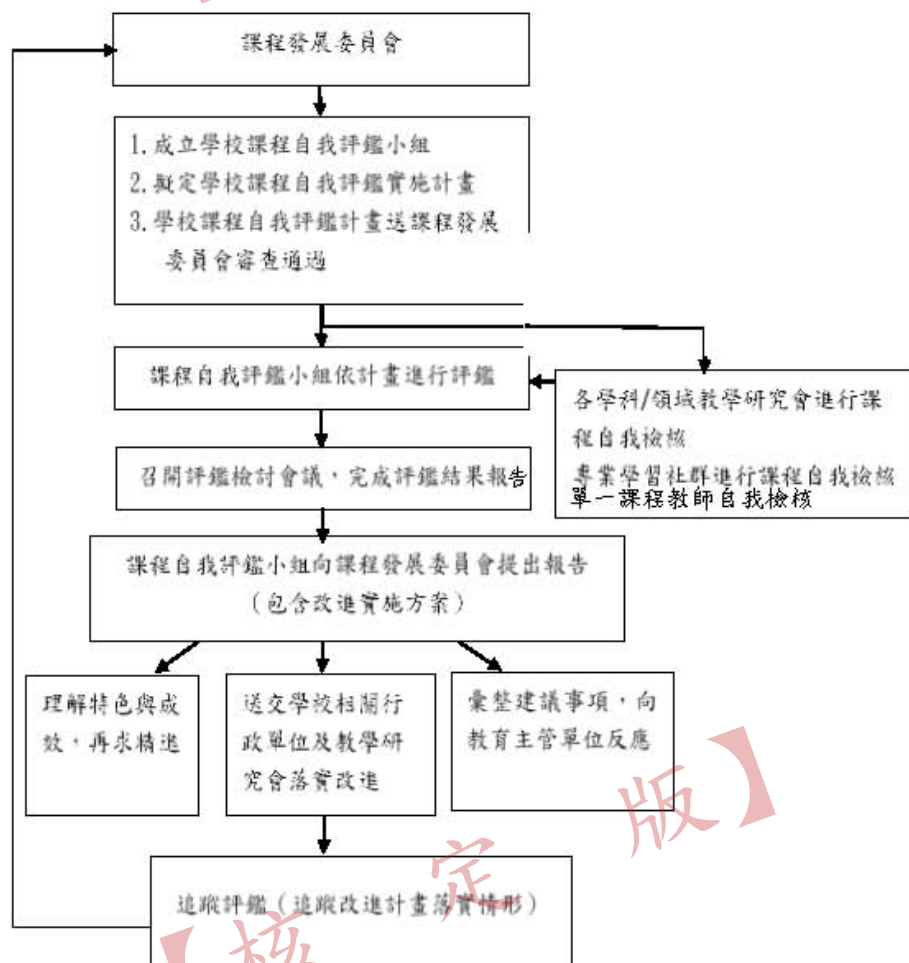 課程發展委員會
1.成立學校課程自我評鑑小組
2.擬定學校課程自我評鑑實施計畫
3.學校課程自我評鑑計畫送課程發展
委員會審查通過
課程自我評鑑小組依計畫進行評鑑
各學科/領域教學研究會進行課
程自我檢核
專業學習社群進行課程自我檢核
單一課程教師自我檢核
召開評鑑檢討會議，完成評鑑結果報告
課程自我評鑑小組向課程發展委員會提出報告
（包含改進實施方案）
理解特色與成
效，再求精進
送交學校相關行
政單位及教學研
究會落實改進
彙整建議事項，向
教育主管單位反應
追蹤評鑑（追蹤改進計畫落實情形）
【核定版】